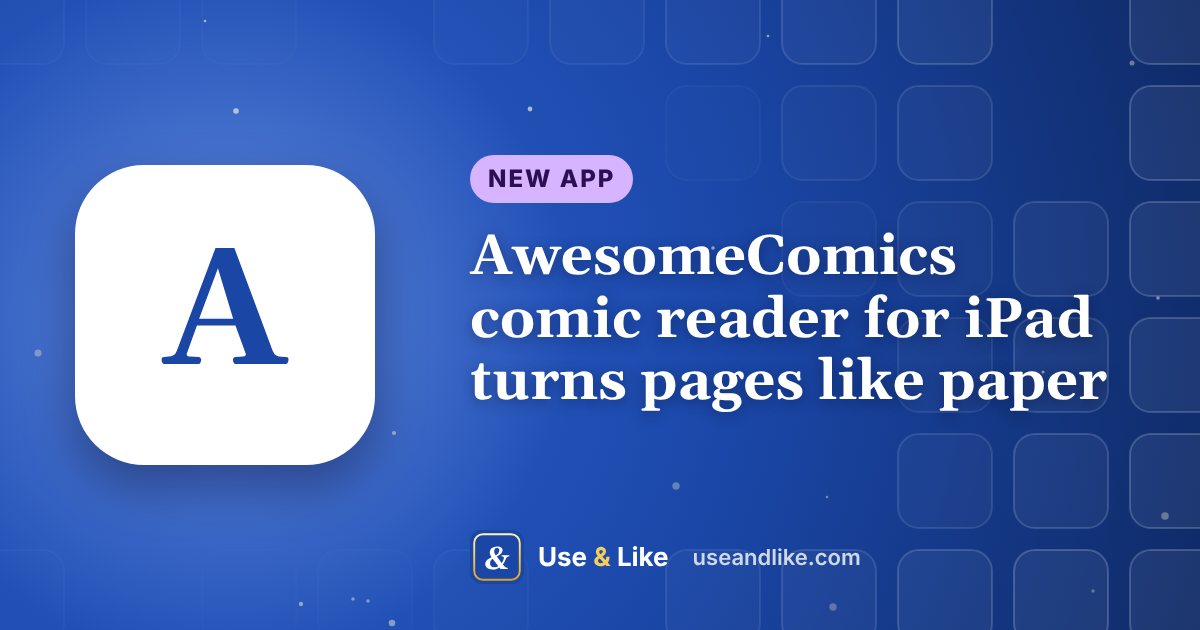 A
NEW APP
AwesomeComics
comic reader for iPad
turns pages like paper
& Use & Like useandlike.com